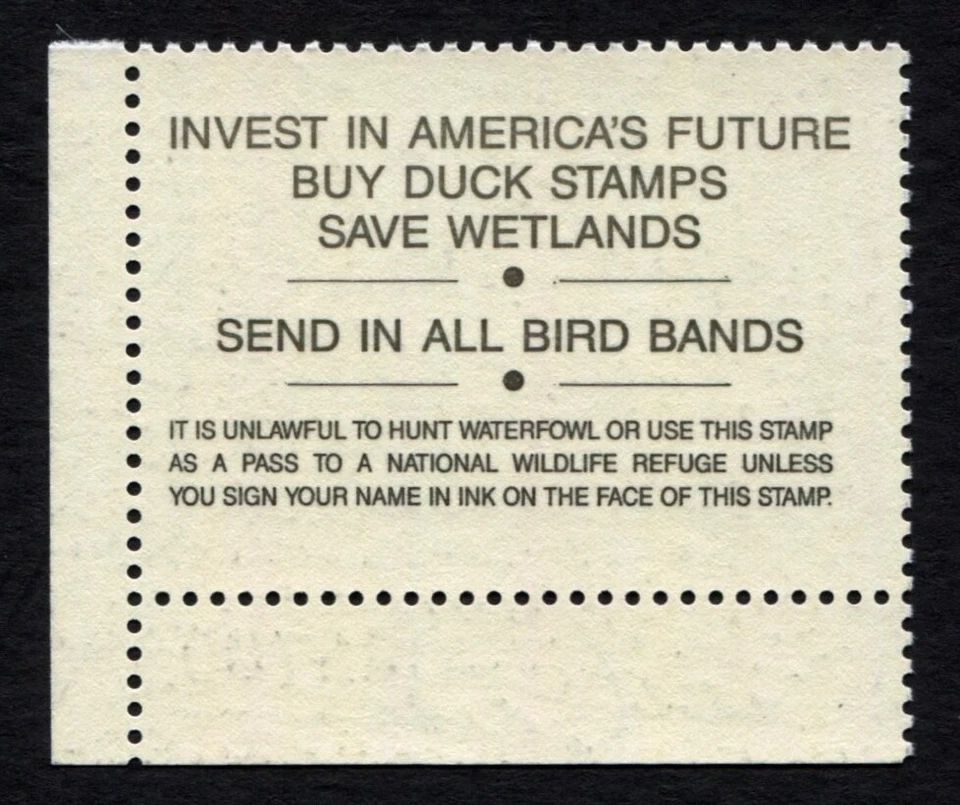 INVEST IN AMERICA'S FUTURE
BUY DUCK STAMPS
SAVE WETLANDS
SEND IN ALL BIRD BANDS
IT IS UNLAWFUL TO HUNT WATERFOWL OR USE THIS STAMP
AS A PASS TO A NATIONAL WILDLIFE REFUGE UNLESS
YOU SIGN YOUR NAME IN INK ON THE FACE OF THIS STAMP.